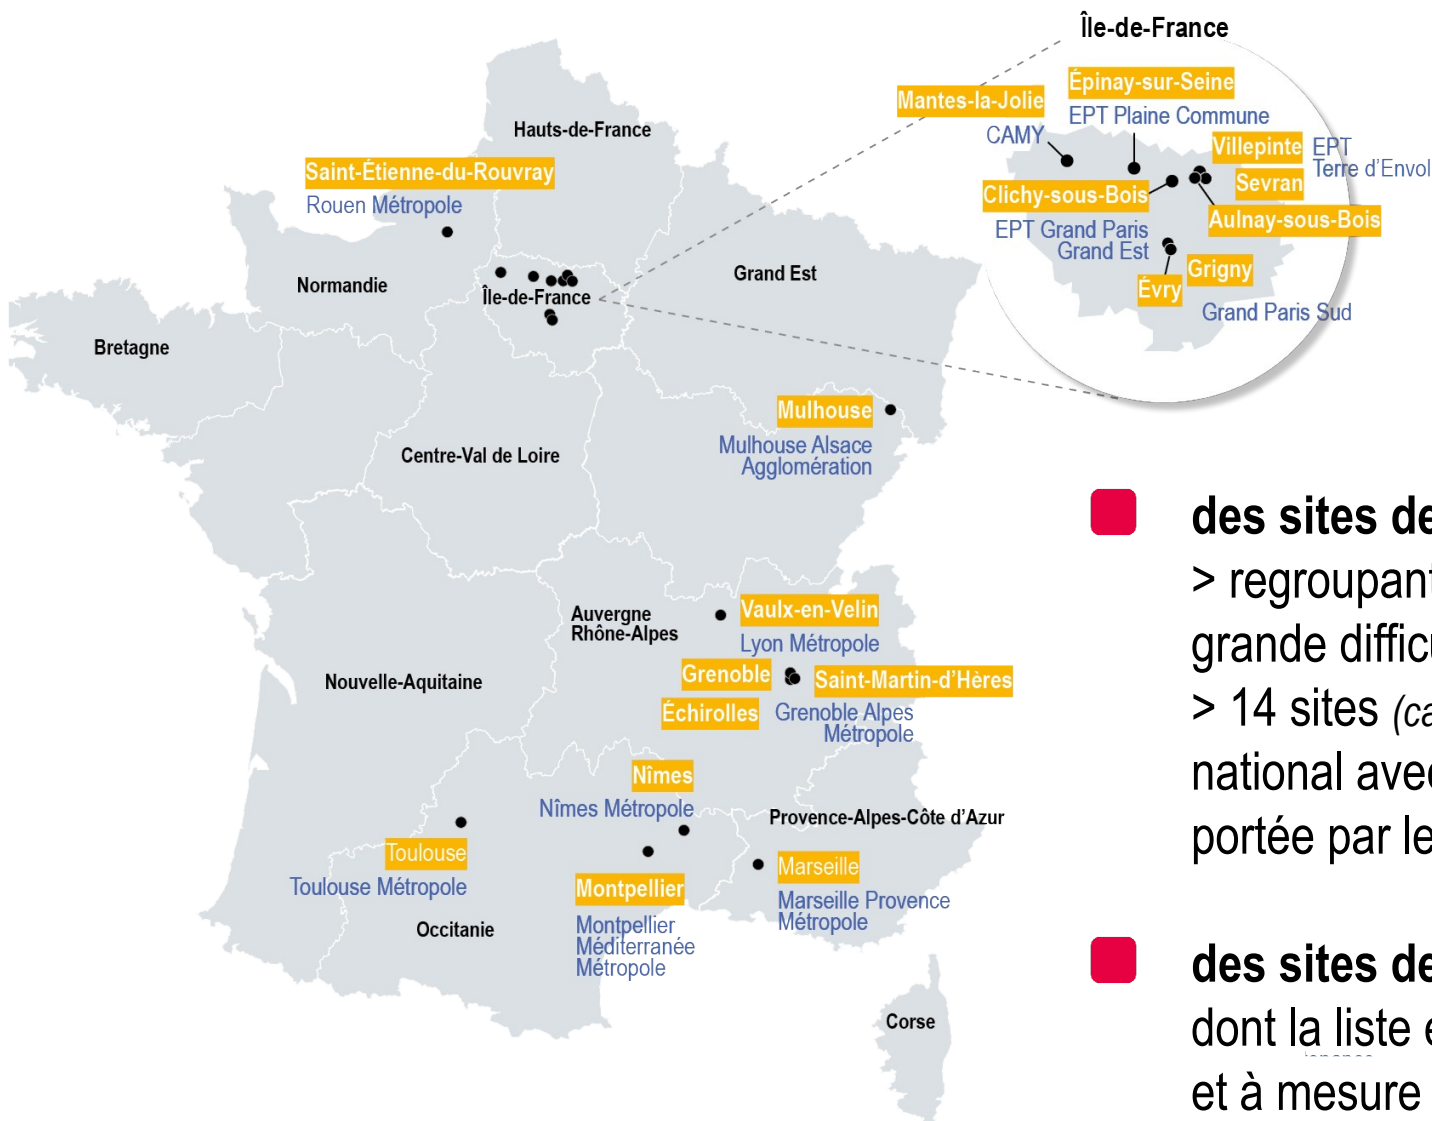 Île-de-France
Épinay-sur-Seine
Mantes-la-Jolie
EPT Plaine Commune
CAMY
Villepinte
EPT
Terre d'Envol
Sevran
Clichy-sous-Bois
Aulnay-sous-Bois
EPT Grand Paris
Grand Est
Grigny
Évry
Grand Paris Sud
Hauts-de-France
Saint-Étienne-du-Rouvray
Rouen Métropole
Normandie
Île-de-France
Grand Est
Bretagne
Mulhouse
Mulhouse Alsace
Agglomération
Centre-Val de Loire
Auvergne
Rhône-Alpes
Vaulx-en-Velin
Lyon Métropole
Grenoble
Saint-Martin-d'Hères
Échirolles
Grenoble Alpes
Métropole
Nouvelle-Aquitaine
Nîmes
Nîmes Métropole
Provence-Alpes-Côte d'Azur
Toulouse
Toulouse Métropole
Marseille
Marseille Provence
Métropole
Montpellier
Montpellier
Méditerranée
Métropole
Occitanie
Corse
des sites de
> regroupant
grande difficu
> 14 sites (ca
national avec
portée par le
des sites de
dont la liste e
et à mesure